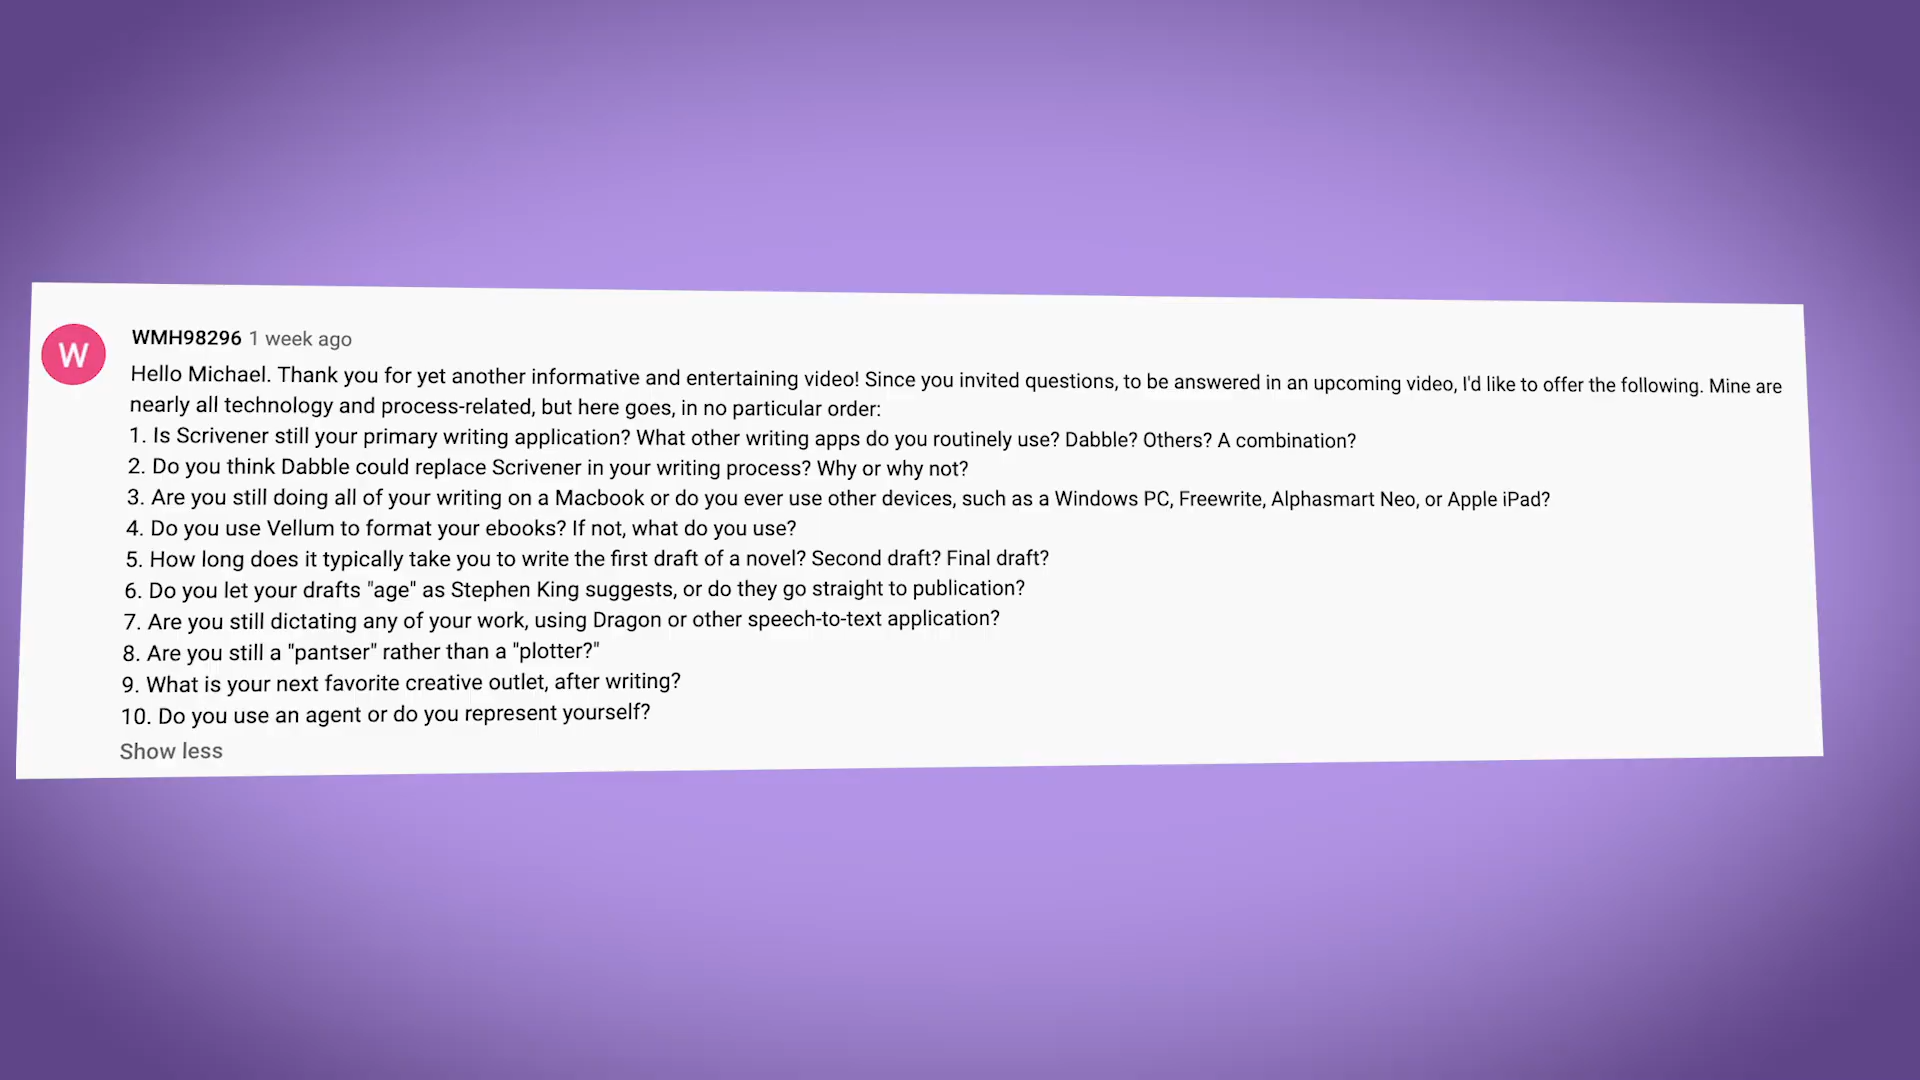 W
WMH98296 1 week ago
Hello Michael. Thank you for yet another informative and entertaining video! Since you invited questions, to be answered in an upcoming video, I'd like to offer the following. Mine are
nearly all technology and process-related, but here goes, in no particular order:
1. Is Scrivener still your primary writing application? What other writing apps do you routinely use? Dabble? Others? A combination?
2. Do you think Dabble could replace Scrivener in your writing process? Why or why not?
3. Are you still doing all of your writing on a Macbook or do you ever use other devices, such as a Windows PC, Freewrite, Alphasmart Neo, or Apple iPad?
4. Do you use Vellum to format your ebooks? If not, what do you use?
5. How long does it typically take you to write the first draft of a novel? Second draft? Final draft?
6. Do you let your drafts "age" as Stephen King suggests, or do they go straight to publication?
7. Are you still dictating any of your work, using Dragon or other speech-to-text application?
8. Are you still a "pantser" rather than a "plotter?"
9. What is your next favorite creative outlet, after writing?
10. Do you use an agent or do you represent yourself?
Show less